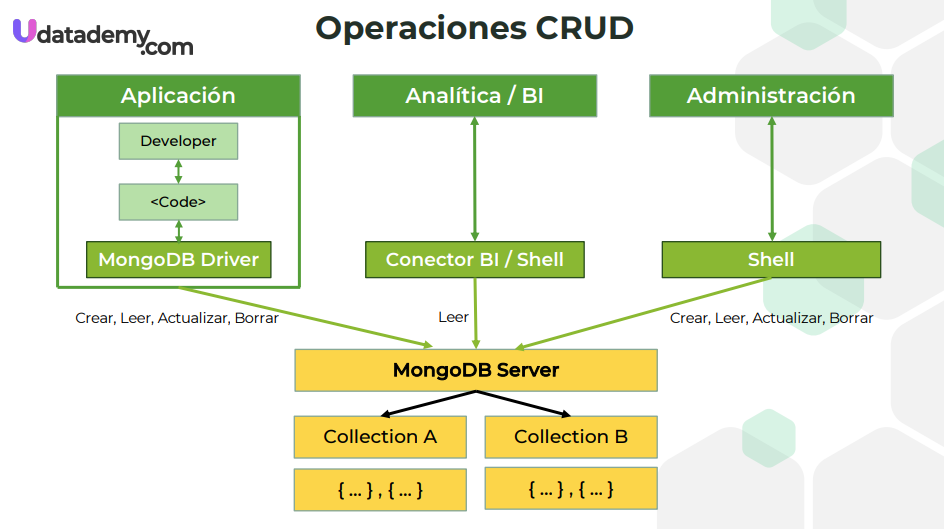 Udatademy
.com
Operaciones CRUD
Aplicación
Analítica / BI
Administración
Developer
<Code>
MongoDB Driver
Conector BI / Shell
Shell
Crear, Leer, Actualizar, Borrar
Leer
Crear, Leer, Actualizar, Borrar
MongoDB Server
Collection A
Collection B
{ ... } , { ... }
{ ... } , { ... }